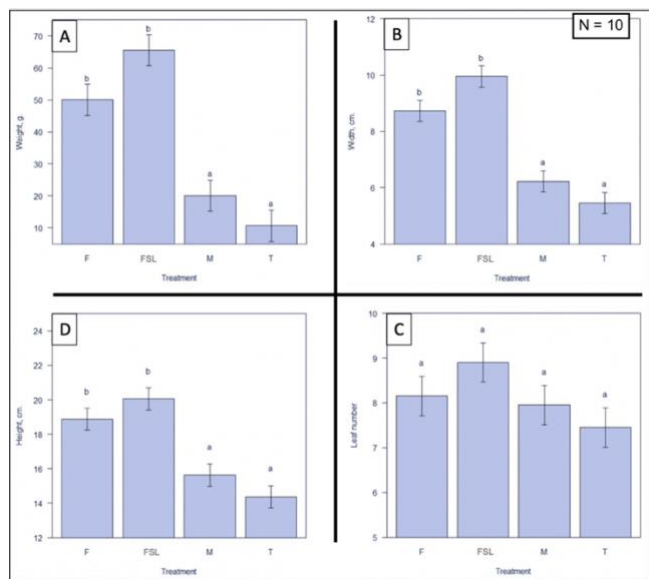 A
Weight, g.
70
60
50
40
30
20
10
b
b
a
a
F FSL M T
Treatment
B
N = 10
Width, cm.
12
10
8
6
4
b
b
a
a
F FSL M T
Treatment
D
Height, cm.
24
22
20
18
16
14
12
b
b
a
a
F FSL M T
Treatment
C
Leaf number
10
9
8
7
6
5
a
a
a
a
F FSL M T
Treatment